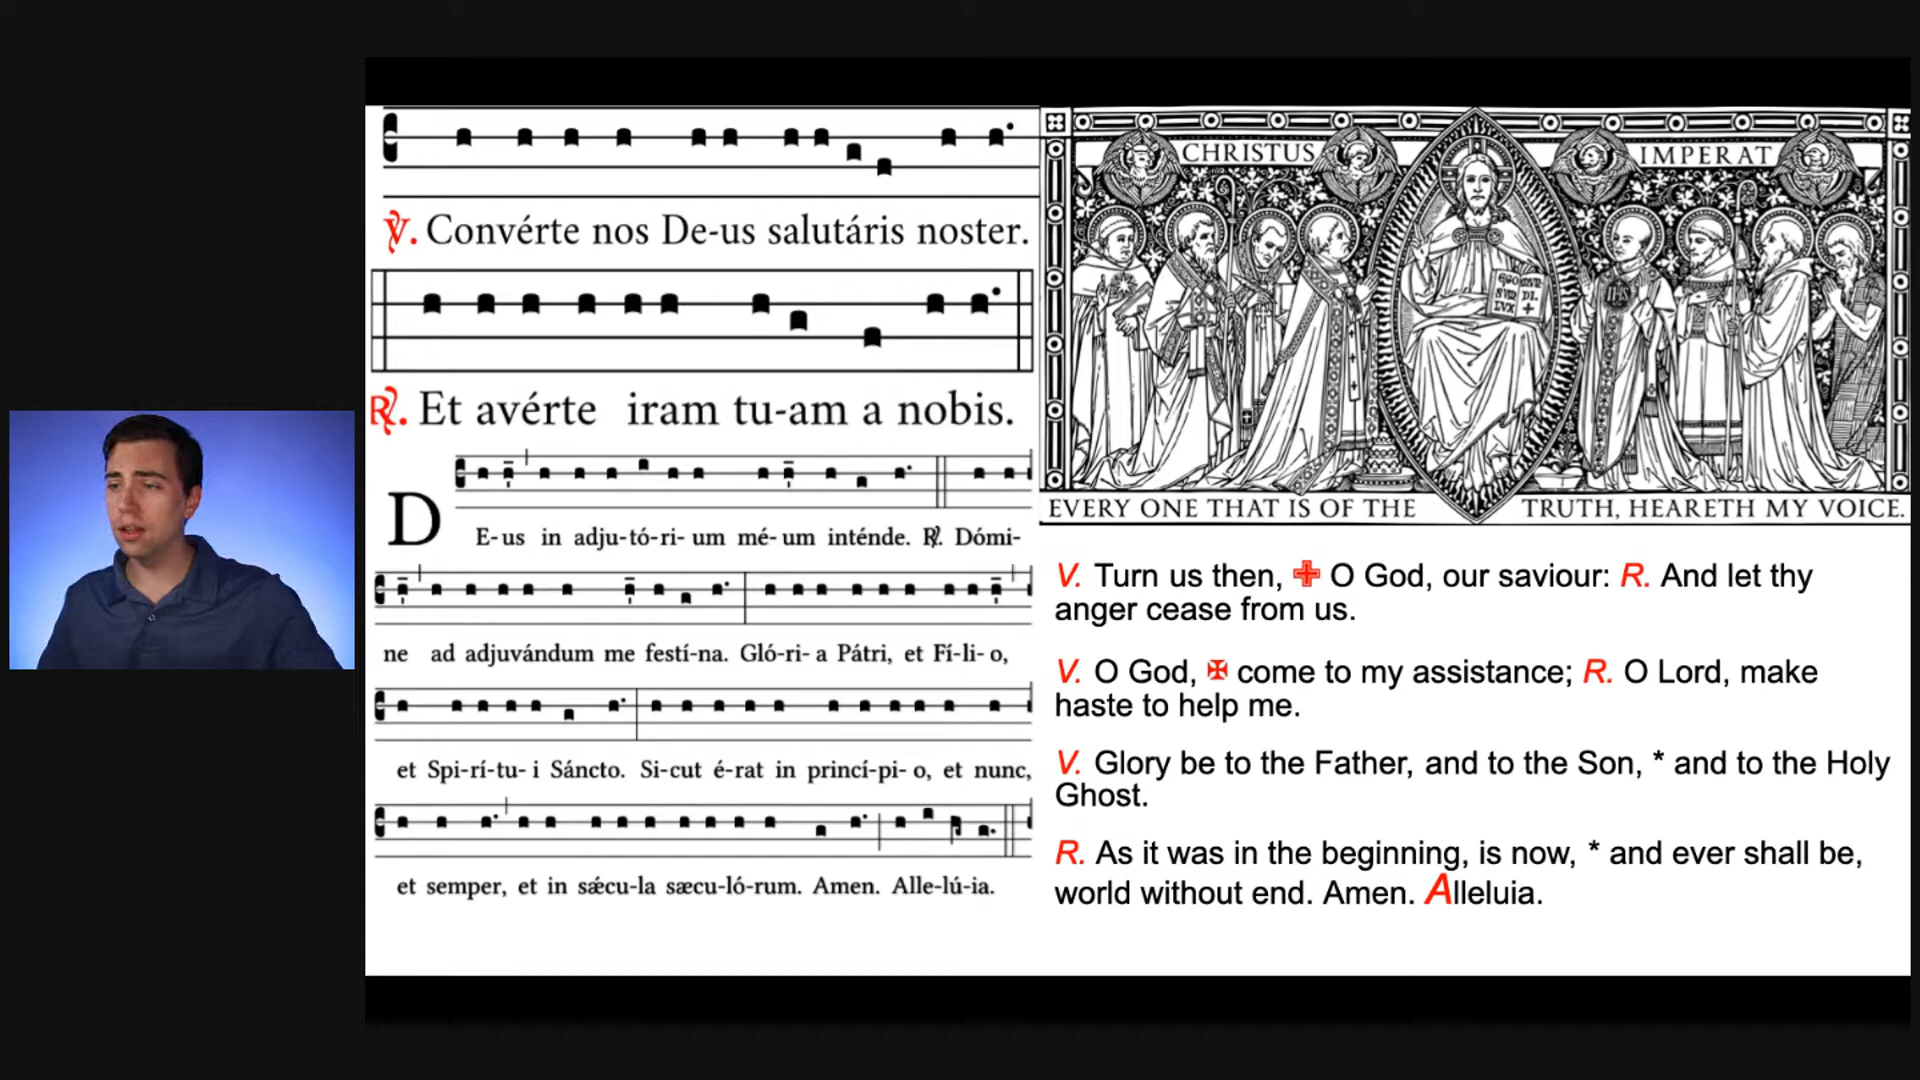 ℣. Convérte nos De-us salutáris noster.
℟. Et avérte iram tu-am a nobis.
D E-us in adju-tó-ri- um mé-um inténde. ℟. Dómi-
ne ad adjuvándum me festí-na. Gló-ri- a Pátri, et Fí-li- o,
et Spi-rí-tu- i Sáncto. Si-cut é-rat in princí-pi- o, et nunc,
et semper, et in sǽcu-la sæcu-ló-rum. Amen. Alle-lú-ia.
CHRISTUS IMPERAT
EGO
SUM
LUX
DI.
IHS
EVERY ONE THAT IS OF THE TRUTH, HEARETH MY VOICE.
V. Turn us then, ✠ O God, our saviour: R. And let thy
anger cease from us.
V. O God, ✠ come to my assistance; R. O Lord, make
haste to help me.
V. Glory be to the Father, and to the Son, * and to the Holy
Ghost.
R. As it was in the beginning, is now, * and ever shall be,
world without end. Amen. Alleluia.